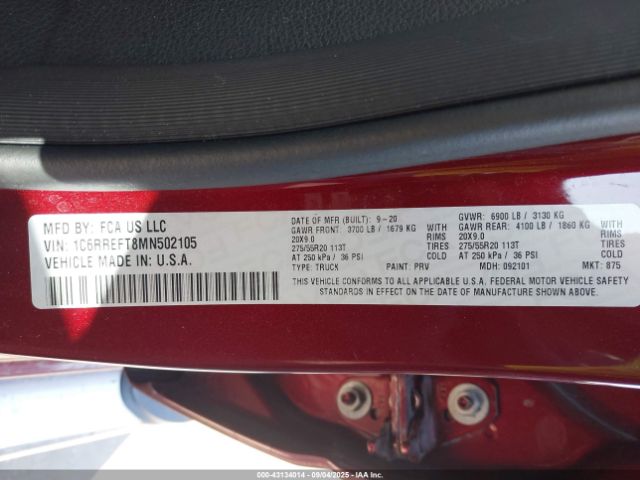 MFD BY: FCA US LLC
VIN: 1C6RREFT8MN502105
VEHICLE MADE IN: U.S.A.
DATE OF MFR (BUILT): 9-20
GVWR: 6900 LB / 3130 KG
GAWR FRONT: 3700 LB / 1679 KG WITH
GAWR REAR: 4100 LB / 1860 KG WITH
20X9.0 RIMS
20X9.0 RIMS
275/55R20 113T TIRES
275/55R20 113T TIRES
AT 250 kPa / 36 PSI COLD
AT 250 kPa / 36 PSI COLD
TYPE: TRUCK PAINT: PRV MDH: 092101 MKT: 875
THIS VEHICLE CONFORMS TO ALL APPLICABLE U.S.A. FEDERAL MOTOR VEHICLE SAFETY
STANDARDS IN EFFECT ON THE DATE OF MANUFACTURE SHOWN ABOVE.
000-43134014 - 09/04/2025 - IAAI.COM